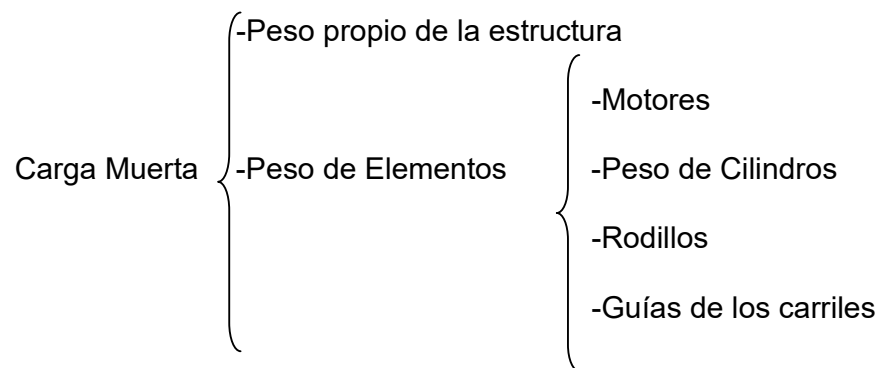 -Peso propio de la estructura
-Motores
Carga Muerta -Peso de Elementos -Peso de Cilindros
-Rodillos
-Guías de los carriles